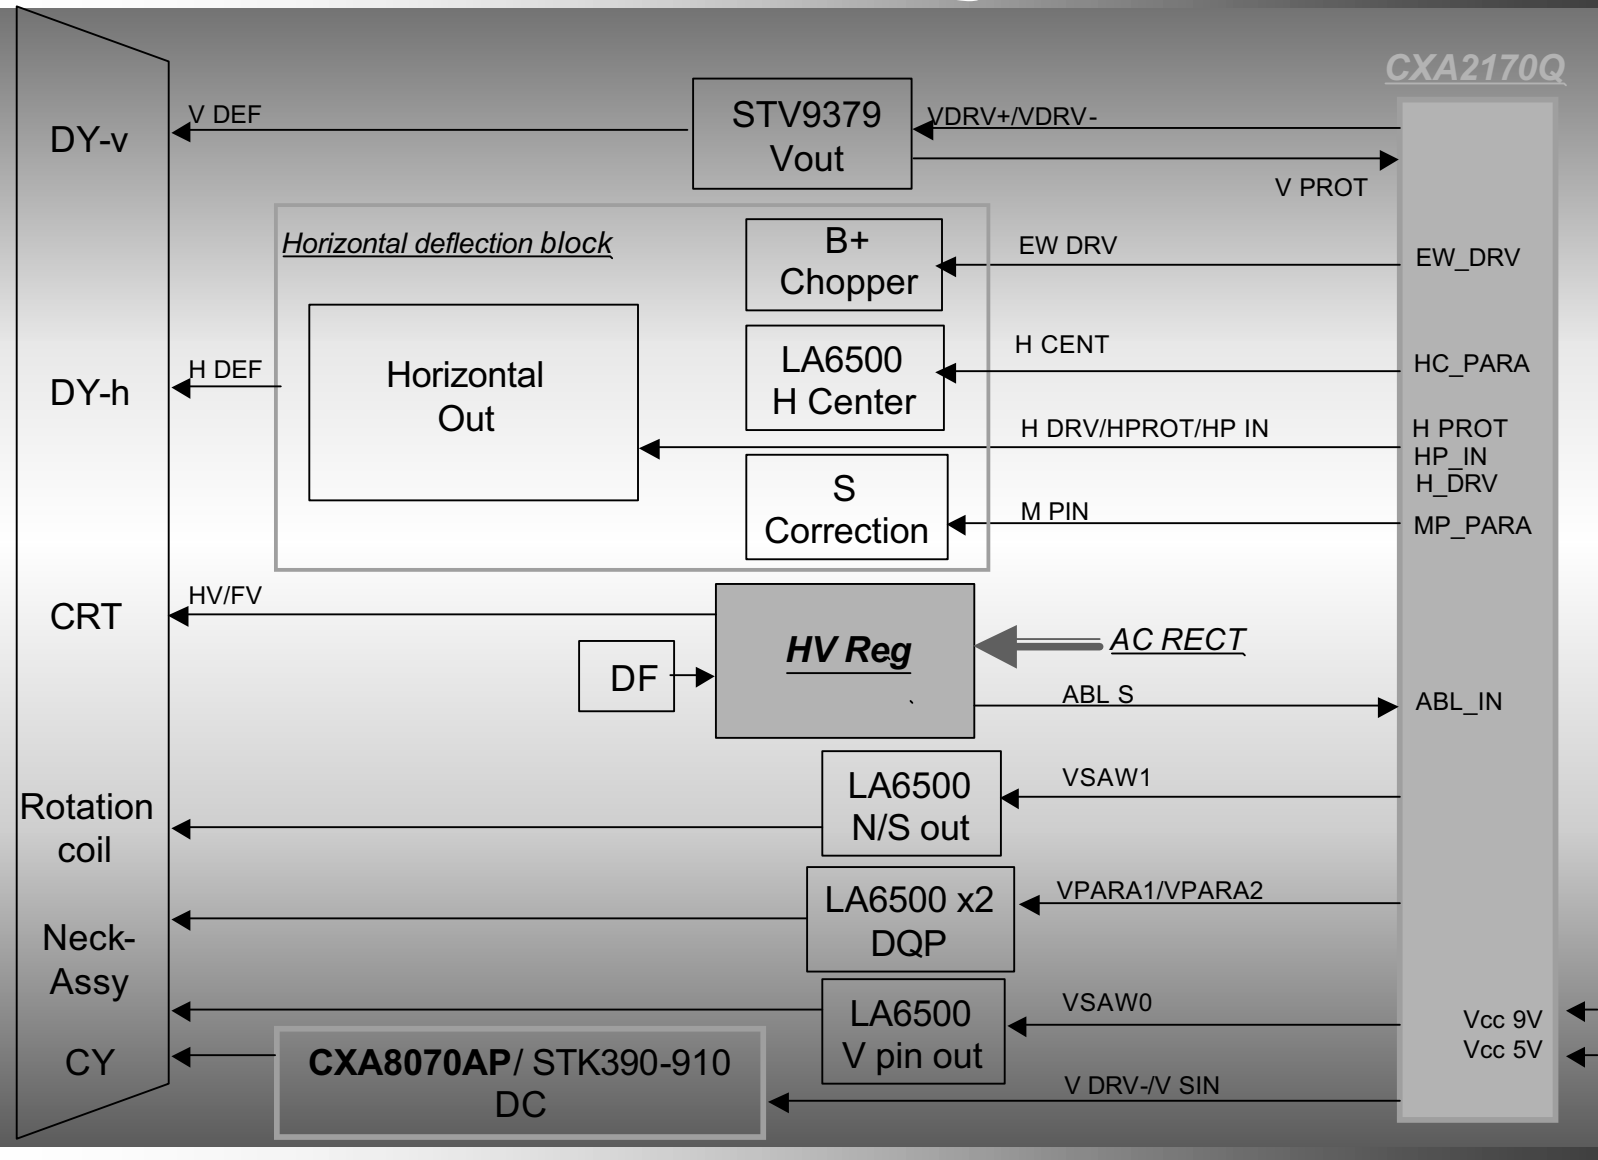 CXA2170Q
V DEF
STV9379
Vout
VDRV+/VDRV-
DY-v
V PROT
Horizontal deflection block
B+
Chopper
EW DRV
EW_DRV
H DEF
DY-h
Horizontal
Out
LA6500
H Center
H CENT
HC_PARA
H DRV/HPROT/HP IN
H PROT
HP_IN
H_DRV
S
Correction
M PIN
MP_PARA
HV/FV
CRT
DF
HV Reg
AC RECT
ABL S
ABL_IN
Rotation
coil
LA6500
N/S out
VSAW1
Neck-
Assy
LA6500 x2
DQP
VPARA1/VPARA2
LA6500
V pin out
VSAW0
Vcc 9V
Vcc 5V
CY
CXA8070AP/ STK390-910
DC
V DRV-/V SIN